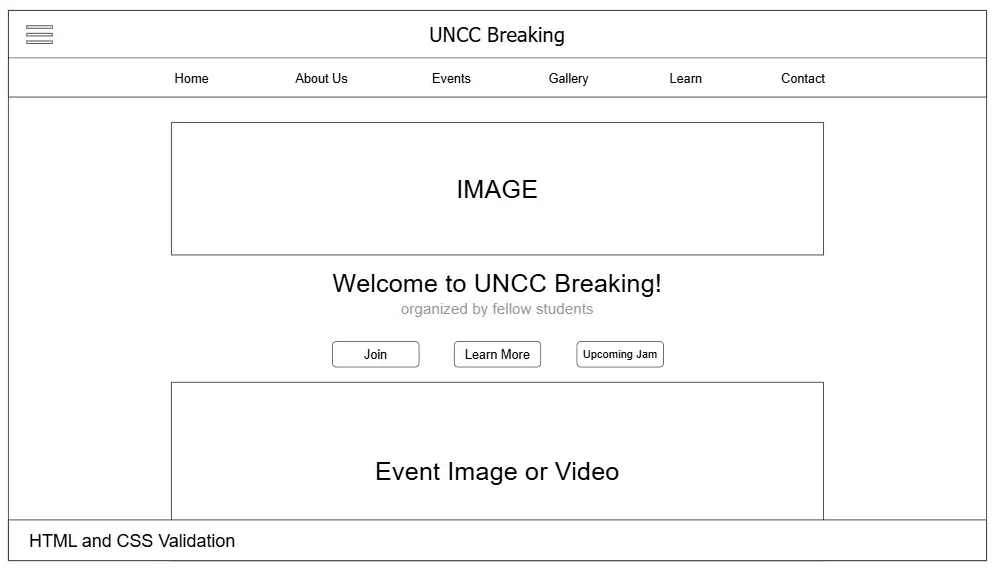 UNCC Breaking
Home About Us Events Gallery Learn Contact
IMAGE
Welcome to UNCC Breaking!
organized by fellow students
Join Learn More Upcoming Jam
Event Image or Video
HTML and CSS Validation